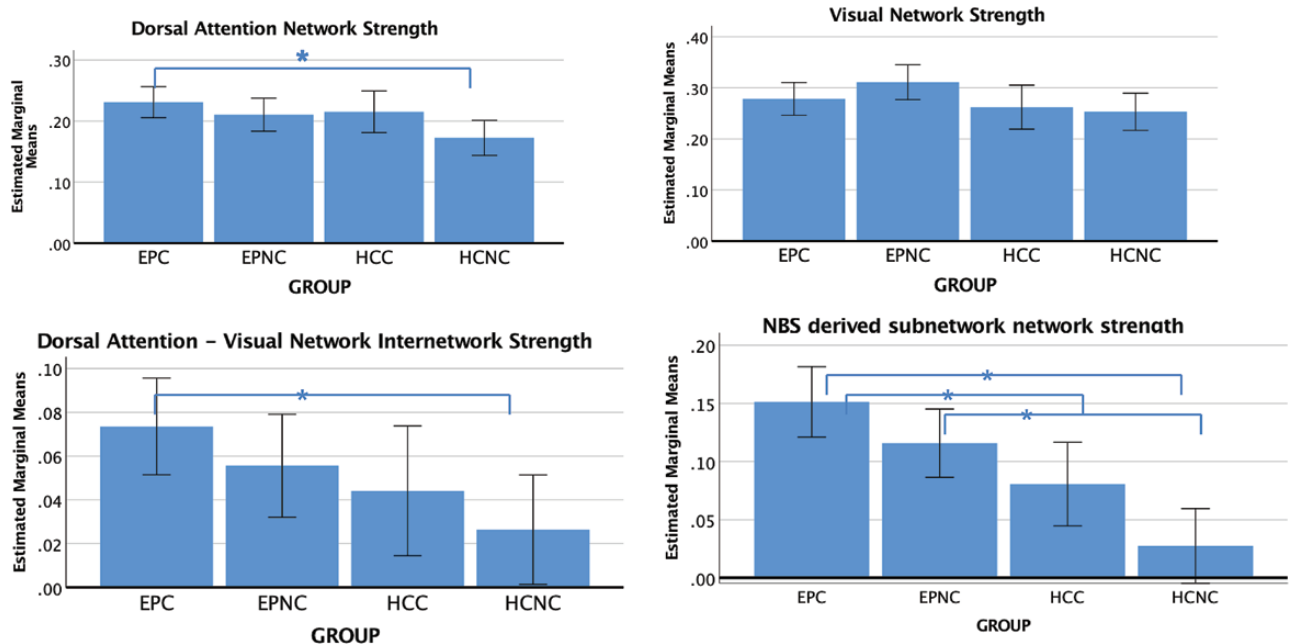 Dorsal Attention Network Strength
*
.30
.20
.10
.00
Estimated Marginal
Means
EPC EPNC HCC HCNC
GROUP
Visual Network Strength
.40
.30
.20
.10
.00
Estimated Marginal Means
EPC EPNC HCC HCNC
GROUP
Dorsal Attention – Visual Network Internetwork Strength
*
.10
.08
.06
.04
.02
.00
Estimated Marginal Means
EPC EPNC HCC HCNC
GROUP
NBS derived subnetwork network strength
*
*
*
.20
.15
.10
.05
.00
Estimated Marginal Means
EPC EPNC HCC HCNC
GROUP